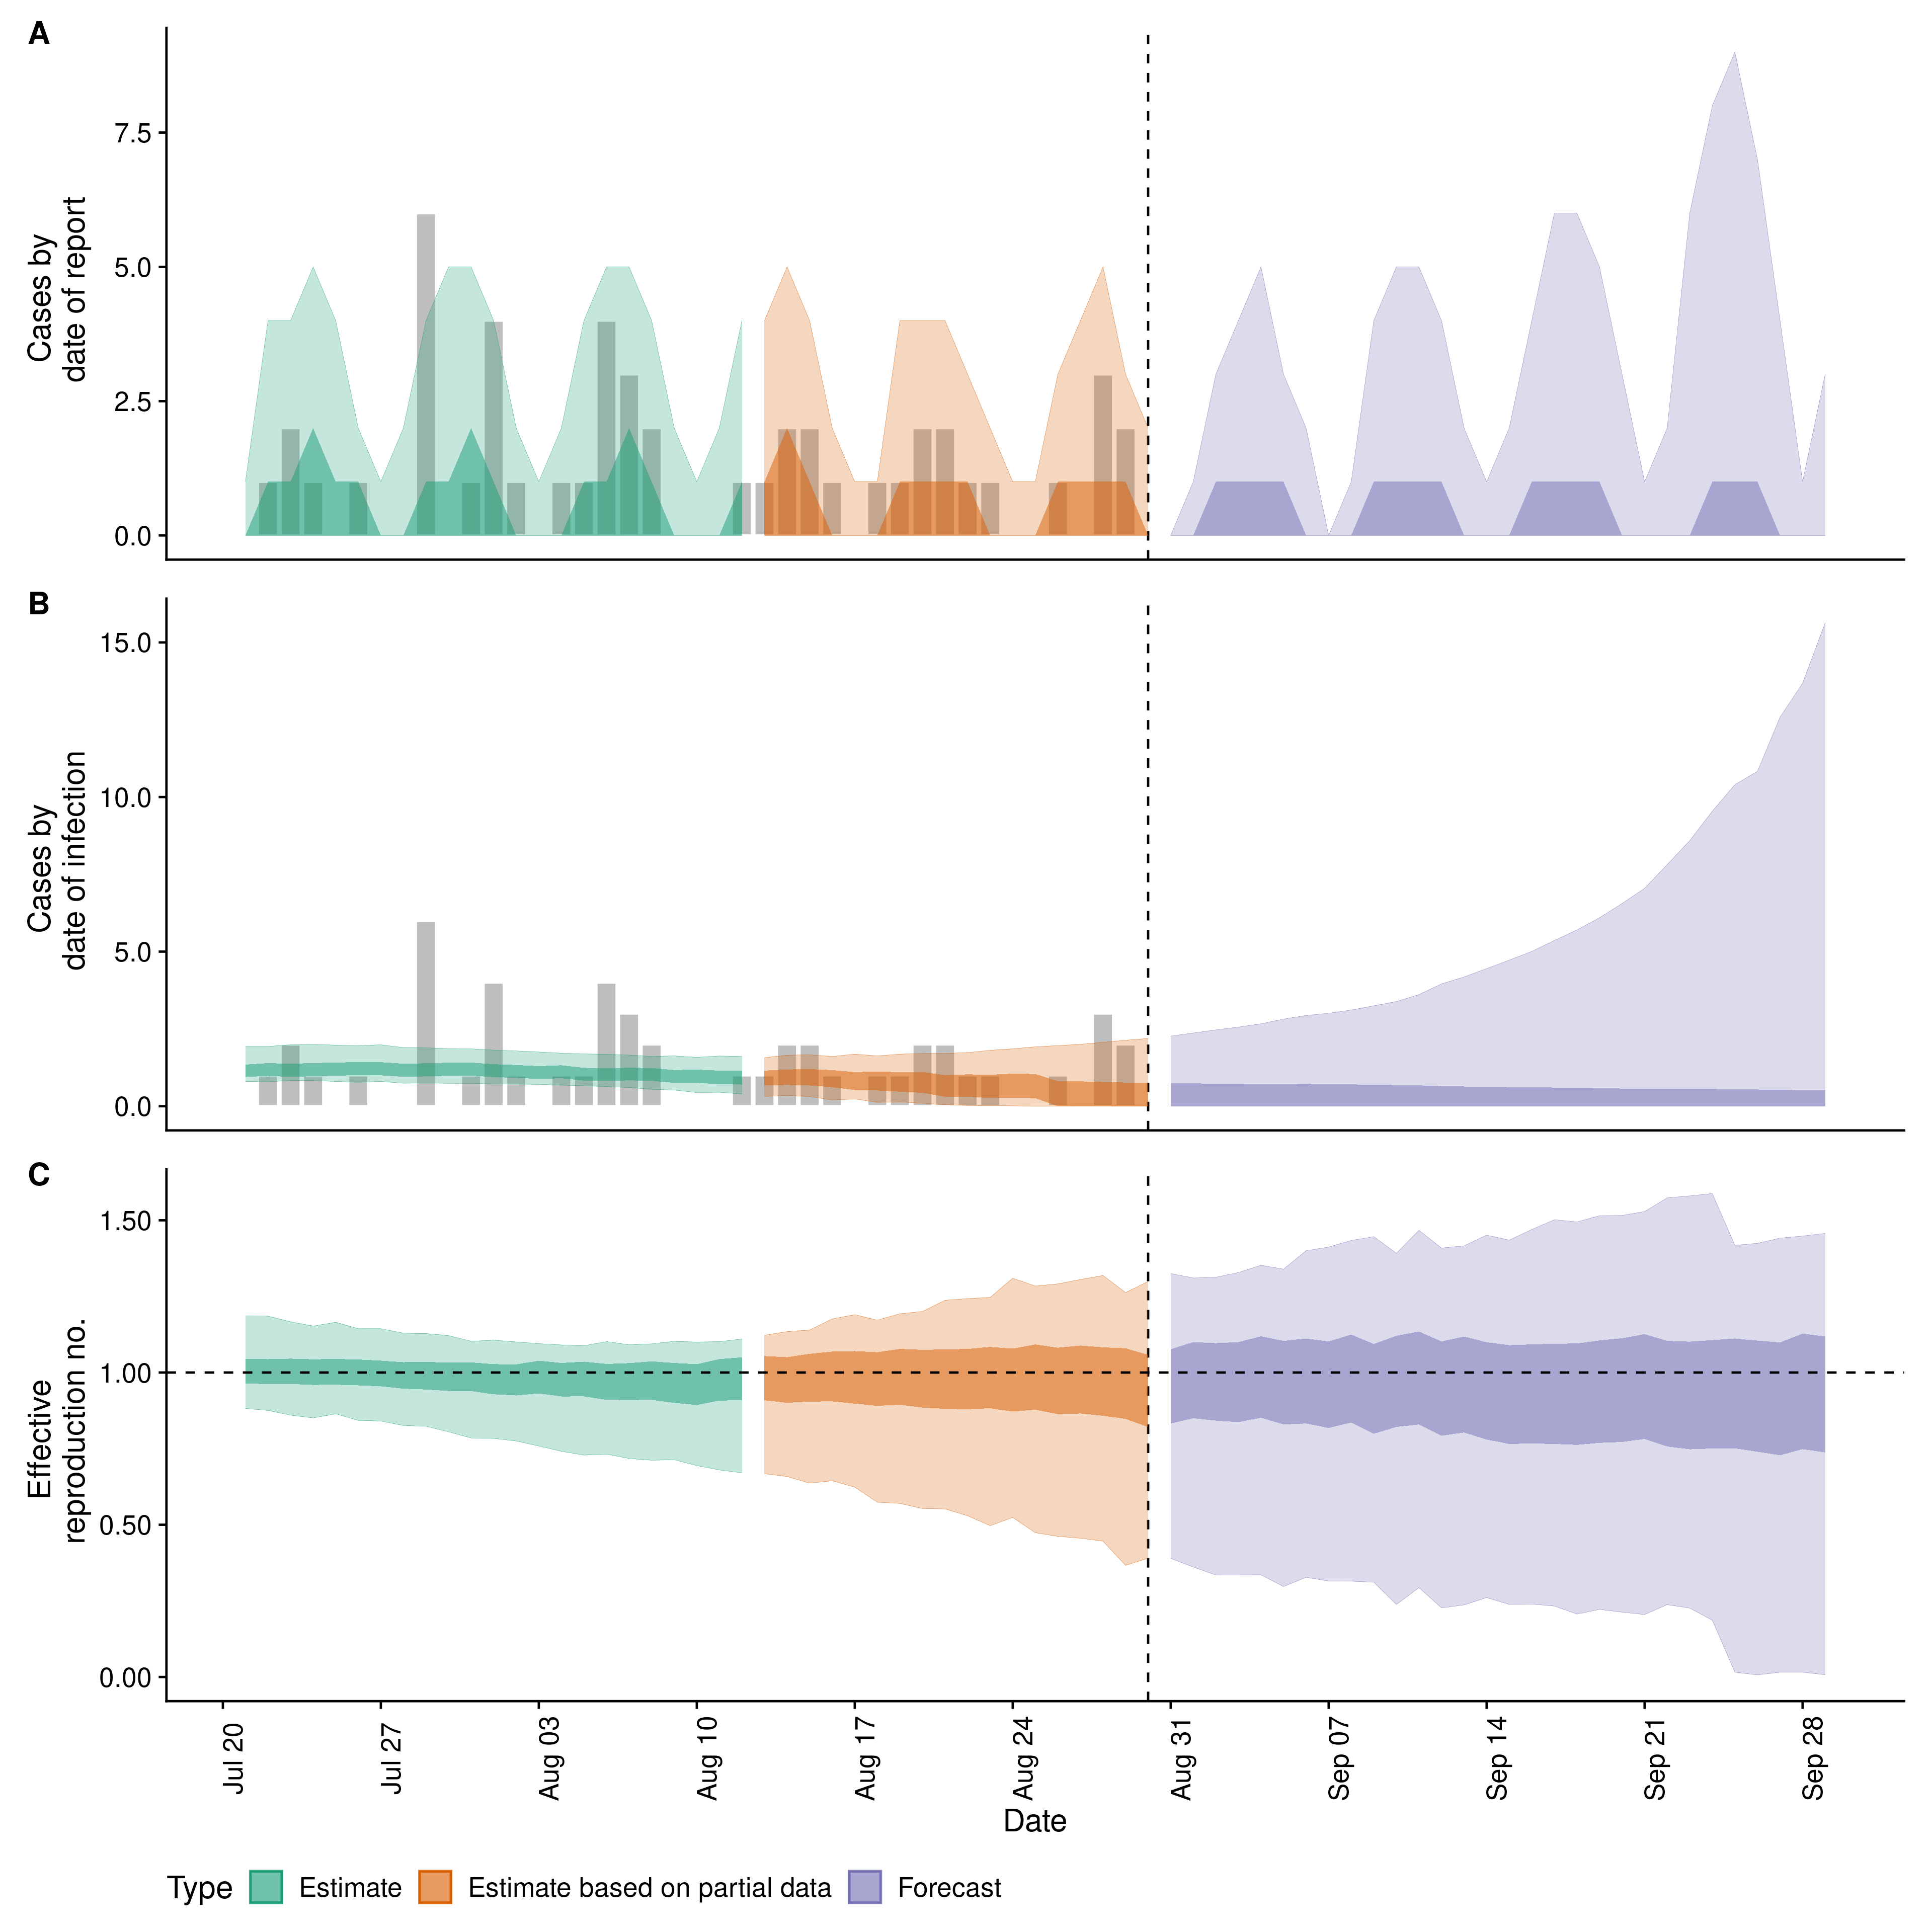 A
7.5
5.0
2.5
0.0
Cases by
date of report
B
15.0
10.0
5.0
0.0
Cases by
date of infection
C
1.50
1.00
0.50
0.00
Effective
reproduction no.
Jul 20
Jul 27
Aug 03
Aug 10
Aug 17
Aug 24
Aug 31
Sep 07
Sep 14
Sep 21
Sep 28
Date
Type
Estimate
Estimate based on partial data
Forecast